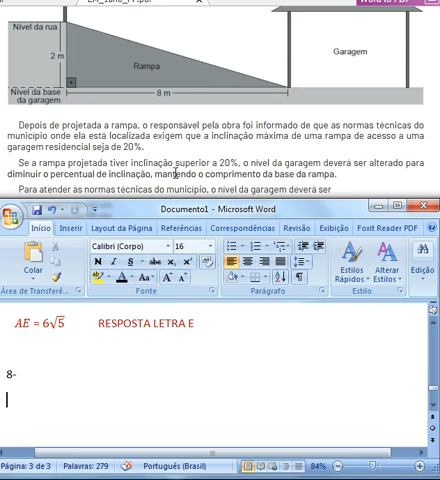 Nível da rua
Garagem
2 m
Rampa
Nível da base
da garagem
8 m
Depois de projetada a rampa, o responsável pela obra foi informado de que as normas técnicas do
município onde ela está localizada exigem que a inclinação máxima de uma rampa de acesso a uma
garagem residencial seja de 20%.
Se a rampa projetada tiver inclinação superior a 20%, o nível da garagem deverá ser alterado para
diminuir o percentual de inclinação, mantendo o comprimento da base da rampa.
Para atender às normas técnicas do município, o nível da garagem deverá ser
Documento1 - Microsoft Word
Início Inserir Layout da Página Referências Correspondências Revisão Exibição Foxit Reader PDF
Calibri (Corpo) 16
Colar
N I S abc x₂ x²
Aa A A
Estilos Rápidos
Alterar Estilos
Edição
Área de Transferê... Fonte Parágrafo Estilo
AE = 6√5 RESPOSTA LETRA E
8-
Página: 3 de 3 Palavras: 279 Português (Brasil) 84%